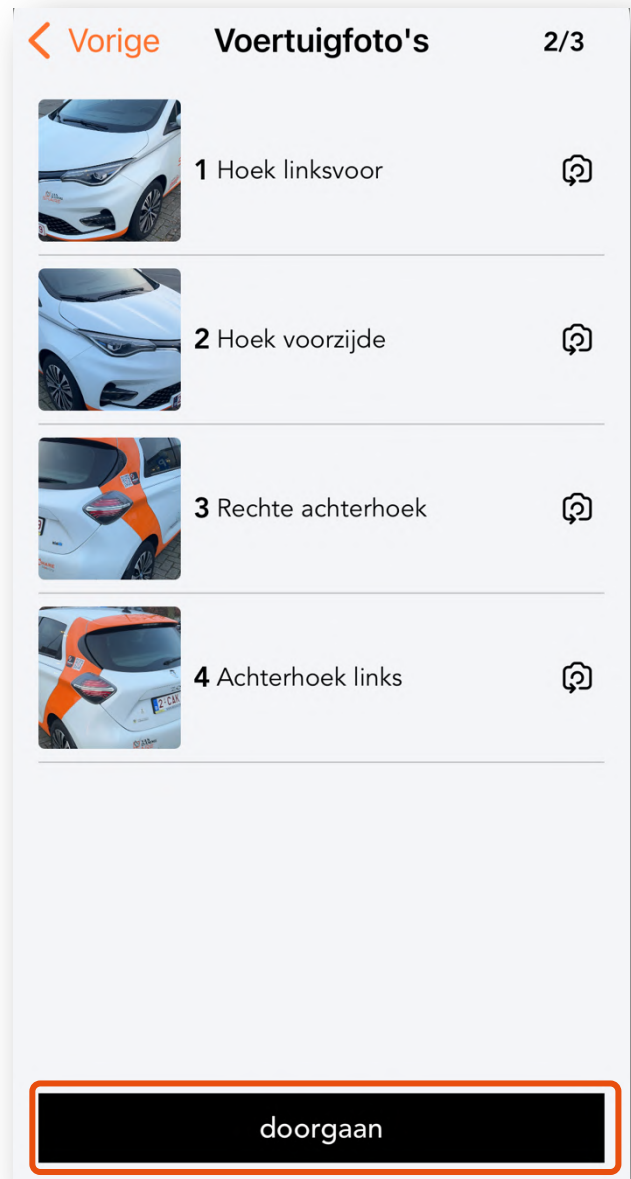 Vorige Voertuigfoto's 2/3
1 Hoek linksvoor
2 Hoek voorzijde
3 Rechte achterhoek
4 Achterhoek links
doorgaan